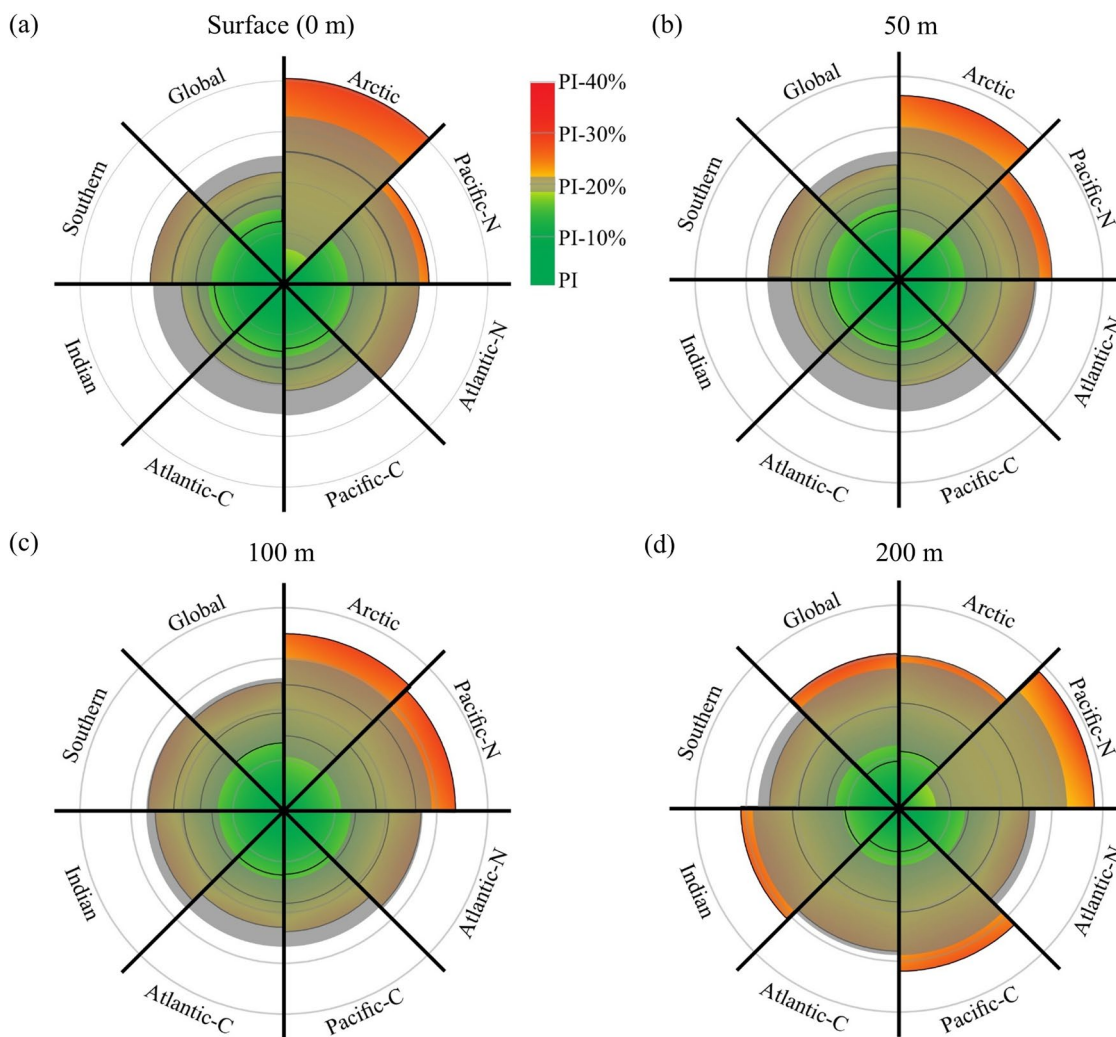 (a)
Surface (0 m)
Global
Arctic
Southern
Pacific-N
Indian
Atlantic-N
Atlantic-C
Pacific-C
PI-40%
PI-30%
PI-20%
PI-10%
PI
(b)
50 m
Global
Arctic
Southern
Pacific-N
Indian
Atlantic-N
Atlantic-C
Pacific-C
(c)
100 m
Global
Arctic
Southern
Pacific-N
Indian
Atlantic-N
Atlantic-C
Pacific-C
(d)
200 m
Global
Arctic
Southern
Pacific-N
Indian
Atlantic-N
Atlantic-C
Pacific-C